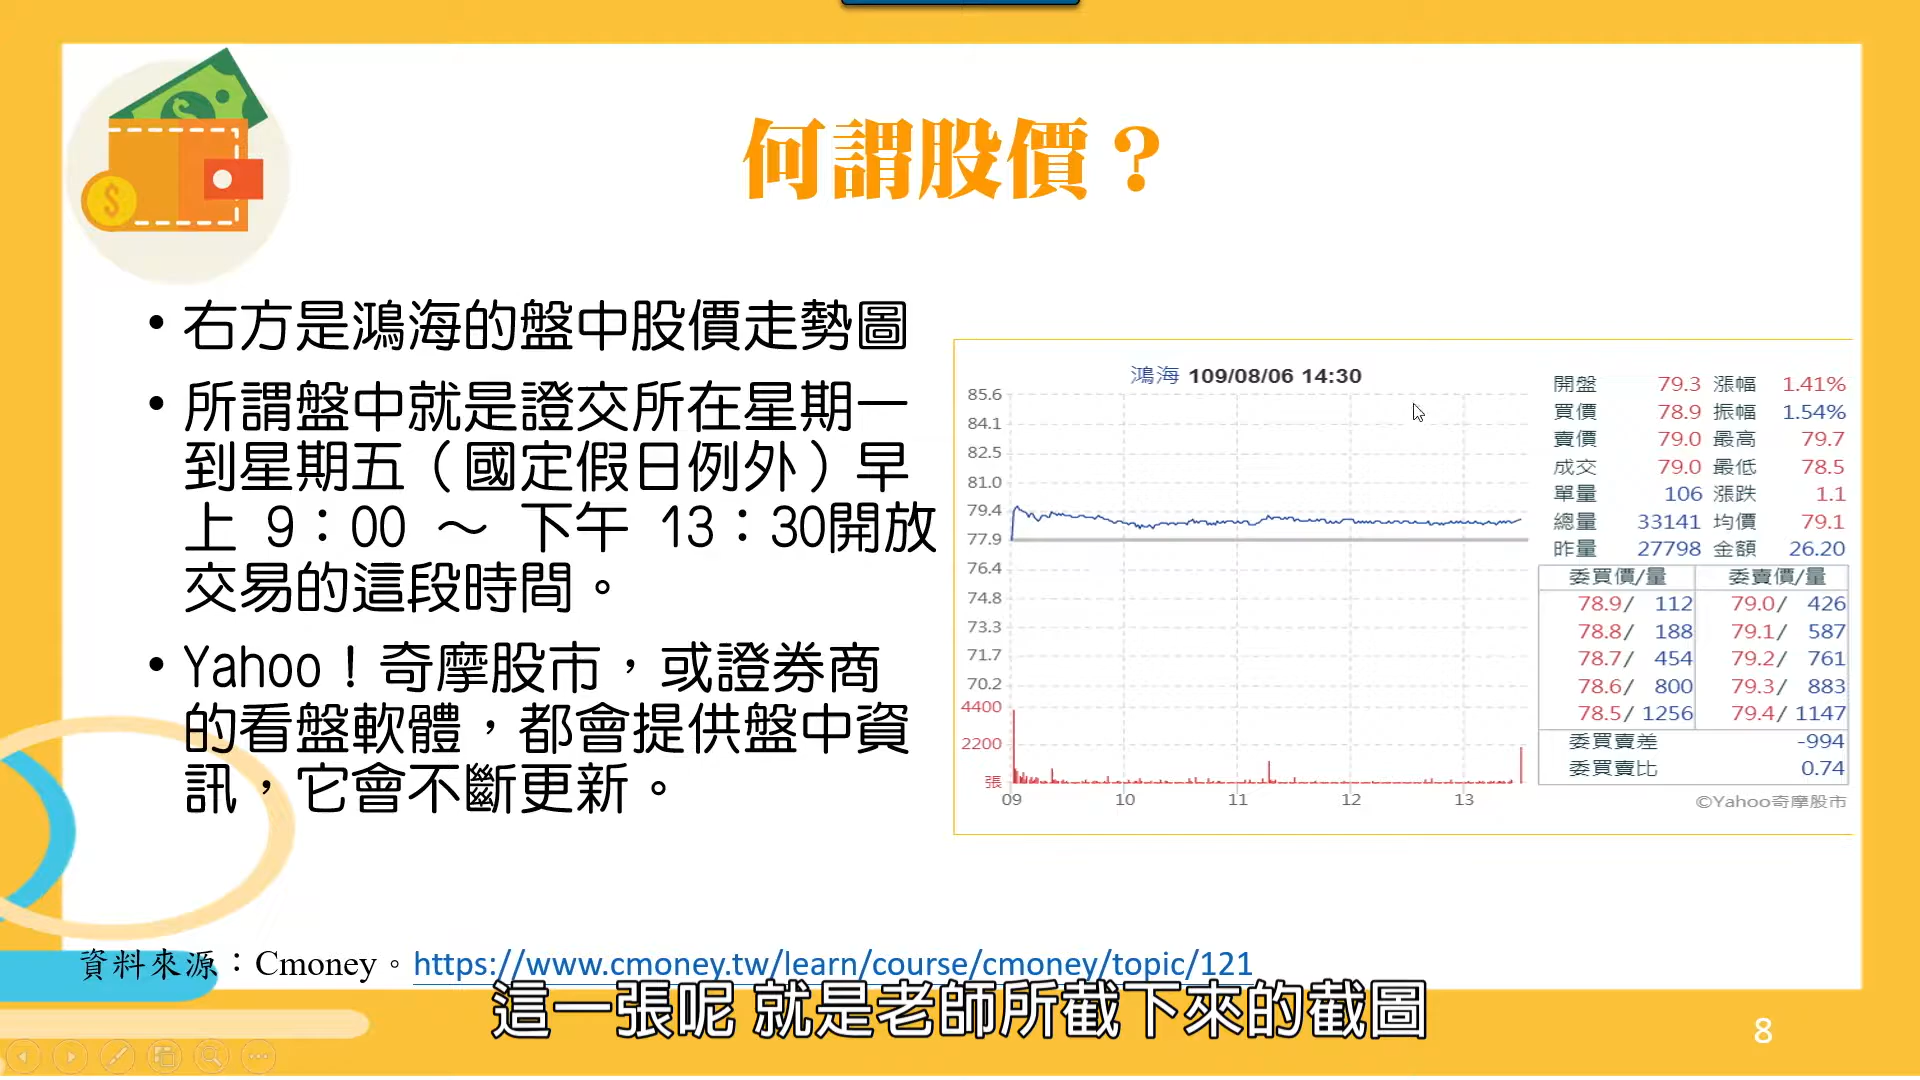 何謂股價？
• 右方是鴻海的盤中股價走勢圖
• 所謂盤中就是證交所在星期一
到星期五（國定假日例外）早
上 9：00 ～ 下午 13：30開放
交易的這段時間。
• Yahoo！奇摩股市，或證券商
的看盤軟體，都會提供盤中資
訊，它會不斷更新。
鴻海 109/08/06 14:30
85.6
84.1
82.5
81.0
79.4
77.9
76.4
74.8
73.3
71.7
70.2
4400
2200
張
09 10 11 12 13
開盤 79.3 漲幅 1.41%
買價 78.9 振幅 1.54%
賣價 79.0 最高 79.7
成交 79.0 最低 78.5
單量 106 漲跌 1.1
總量 33141 均價 79.1
昨量 27798 金額 26.20
委買價/量 委賣價/量
78.9/ 112 79.0/ 426
78.8/ 188 79.1/ 587
78.7/ 454 79.2/ 761
78.6/ 800 79.3/ 883
78.5/ 1256 79.4/ 1147
委買賣差 -994
委買賣比 0.74
©Yahoo奇摩股市
資料來源：Cmoney。https://www.cmoney.tw/learn/course/cmoney/topic/121
這一張呢 就是老師所截下來的截圖
8